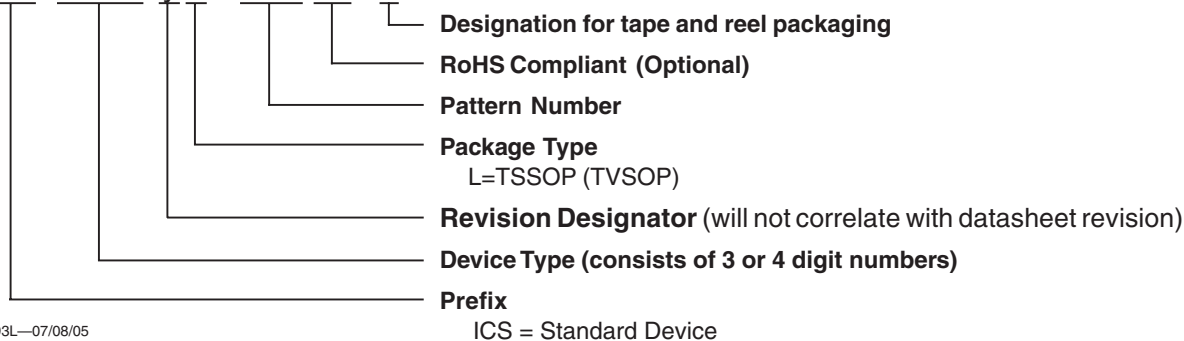 Designation for tape and reel packaging
RoHS Compliant (Optional)
Pattern Number
Package Type
L=TSSOP (TVSOP)
Revision Designator (will not correlate with datasheet revision)
Device Type (consists of 3 or 4 digit numbers)
Prefix
ICS = Standard Device
3L—07/08/05